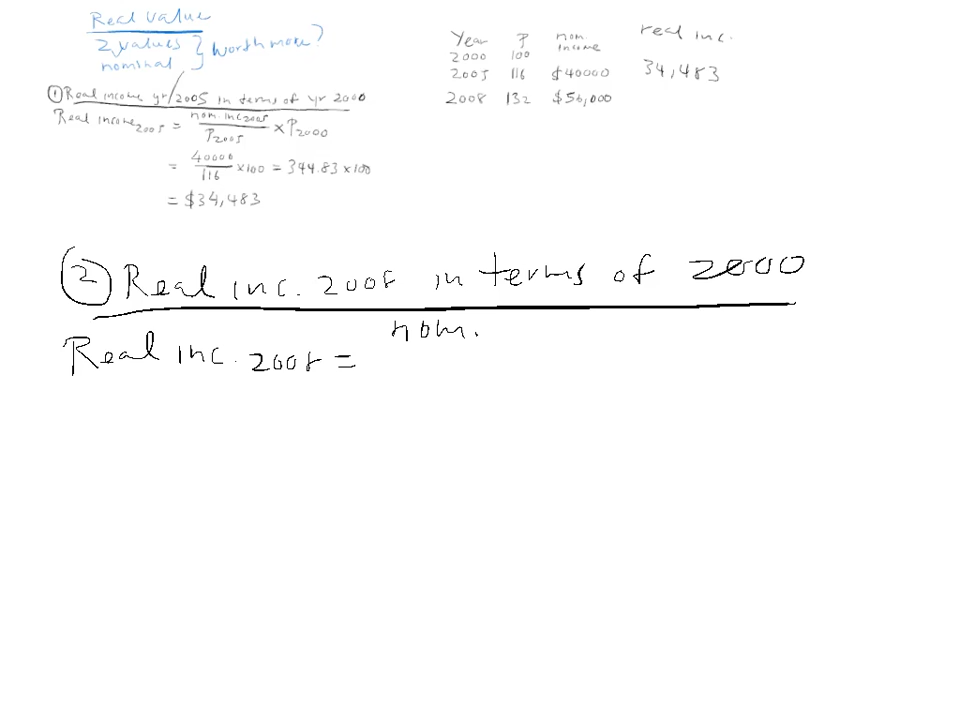 Real value
2 values } worth more?
nominal
① Real income yr/2005 in terms of yr 2000
Real income2005 = nom. inc2005 / P2005 × P2000
= 40000 / 116 × 100 = 344.83 × 100
= $34,483
Year P nom income real inc.
2000 100
2005 116 $40000 34,483
2008 132 $50,000
② Real inc. 2008 in terms of 2000
nom.
Real inc. 2008 =